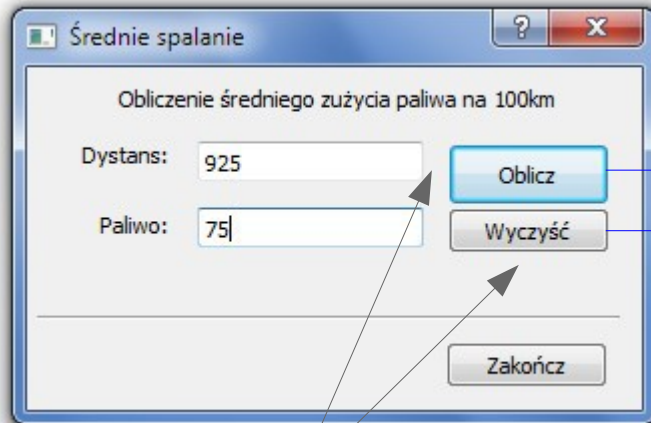 Średnie spalanie
Obliczenie średniego zużycia paliwa na 100km
Dystans: 925 Oblicz
Paliwo: 75 Wyczyść
Zakończ